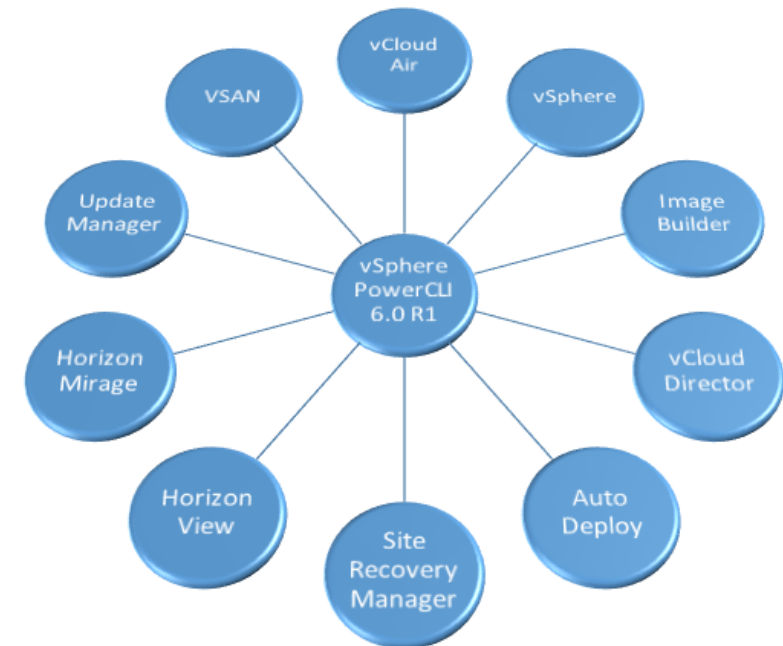 vCloud
Air
VSAN
vSphere
Update
Manager
Image
Builder
vSphere
PowerCLI
6.0 R1
Horizon
Mirage
vCloud
Director
Horizon
View
Auto
Deploy
Site
Recovery
Manager